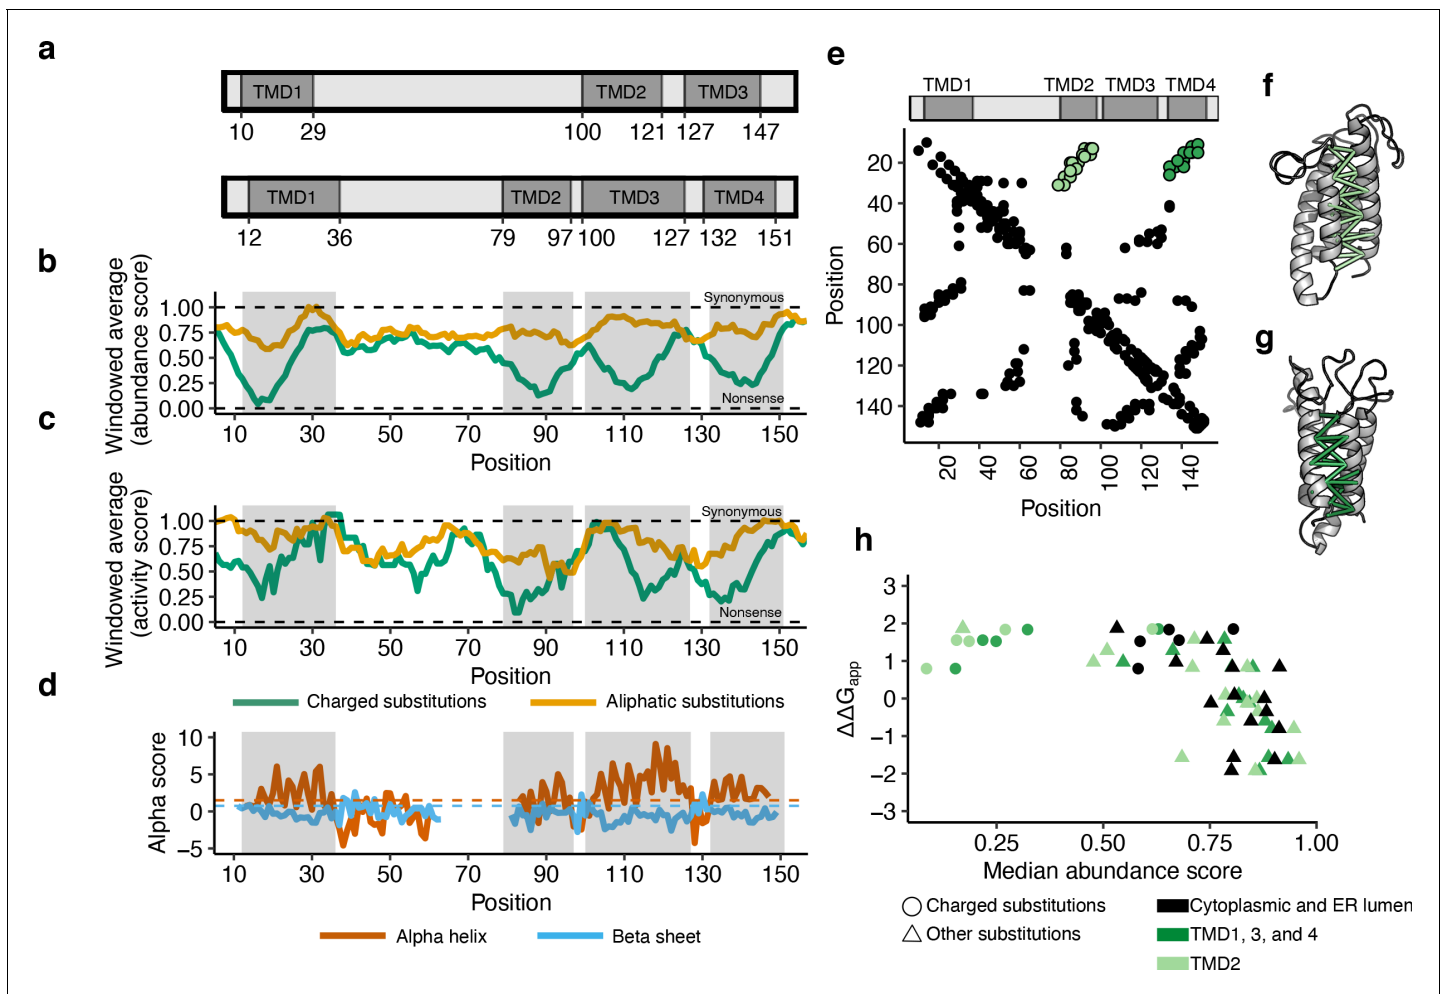 a
TMD1 TMD2 TMD3
10 29 100 121 127 147
TMD1 TMD2 TMD3 TMD4
12 36 79 97 100 127 132 151
b
Windowed average
(abundance score)
1.00
0.75
0.50
0.25
0.00
Synonymous
Nonsense
10 30 50 70 90 110 130 150
Position
c
Windowed average
(activity score)
1.00
0.75
0.50
0.25
0.00
Synonymous
Nonsense
10 30 50 70 90 110 130 150
Position
Charged substitutions Aliphatic substitutions
d
Alpha score
10
5
0
−5
10 30 50 70 90 110 130 150
Position
Alpha helix Beta sheet
e
TMD1 TMD2 TMD3 TMD4
Position
20
40
60
80
100
120
140
20 40 60 80 100 120 140
Position
f
g
h
ΔΔGapp
3
2
1
0
−1
−2
−3
0.25 0.50 0.75 1.00
Median abundance score
Charged substitutions
Other substitutions
Cytoplasmic and ER lumen
TMD1, 3, and 4
TMD2